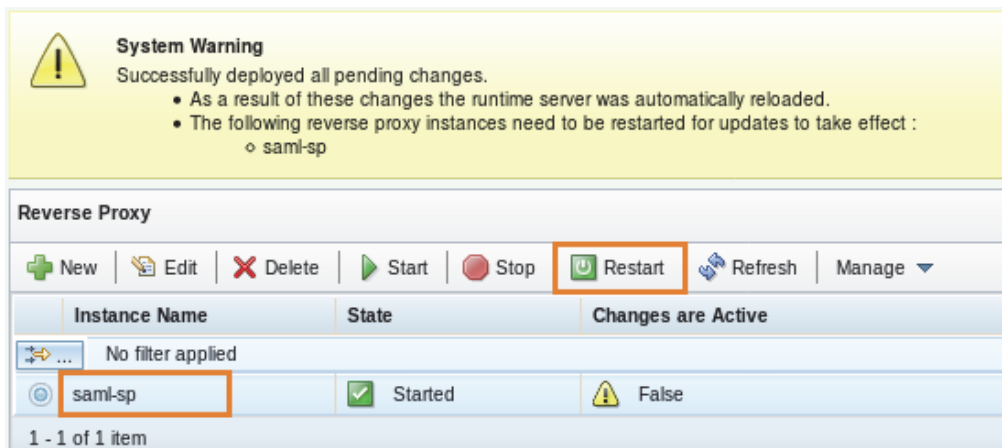 System Warning
Successfully deployed all pending changes.
• As a result of these changes the runtime server was automatically reloaded.
• The following reverse proxy instances need to be restarted for updates to take effect :
o saml-sp
Reverse Proxy
New Edit Delete Start Stop Restart Refresh Manage
Instance Name State Changes are Active
... No filter applied
saml-sp Started False
1 - 1 of 1 item